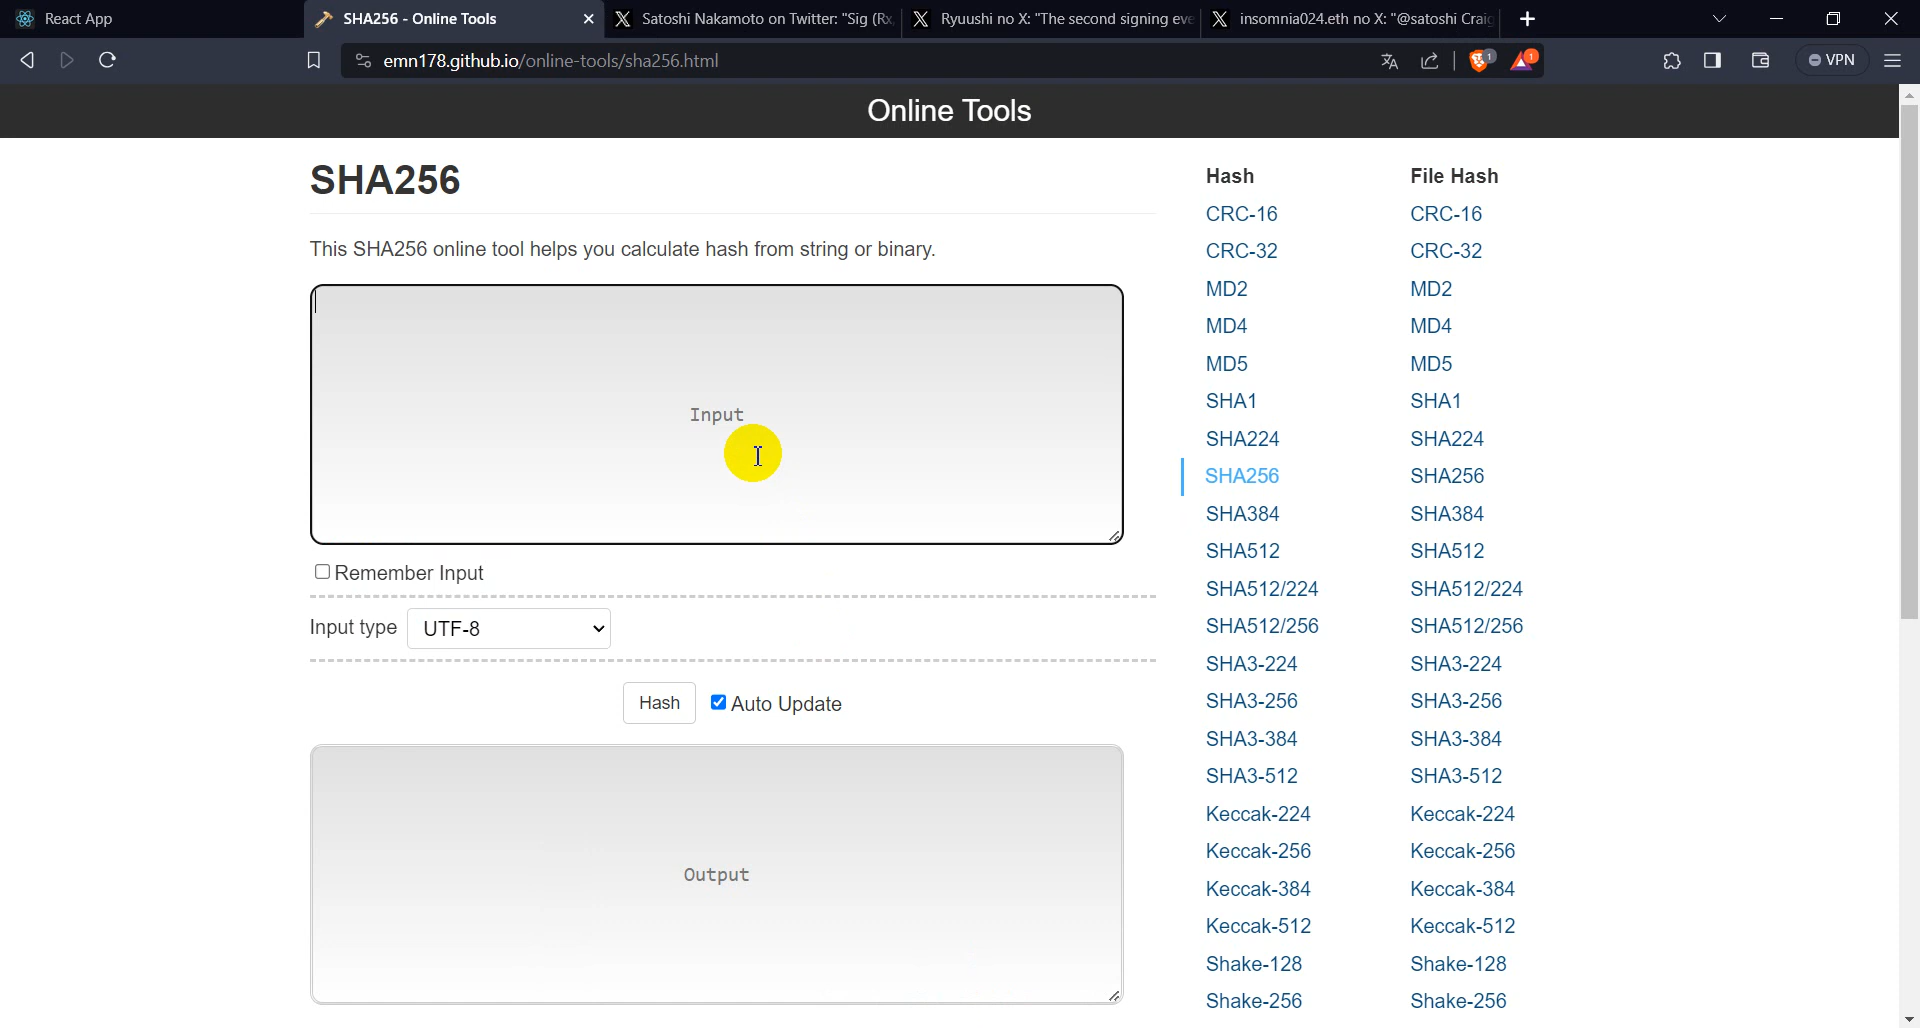 React App
SHA256 - Online Tools
Satoshi Nakamoto on Twitter: "Sig (Rx,
Ryuushi no X: "The second signing eve
insomnia024.eth no X: "@satoshi Craig
emn178.github.io/online-tools/sha256.html
1
1
VPN
Online Tools
SHA256
This SHA256 online tool helps you calculate hash from string or binary.
Input
Remember Input
Input type UTF-8
Hash Auto Update
Output
Hash
CRC-16
CRC-32
MD2
MD4
MD5
SHA1
SHA224
SHA256
SHA384
SHA512
SHA512/224
SHA512/256
SHA3-224
SHA3-256
SHA3-384
SHA3-512
Keccak-224
Keccak-256
Keccak-384
Keccak-512
Shake-128
Shake-256
File Hash
CRC-16
CRC-32
MD2
MD4
MD5
SHA1
SHA224
SHA256
SHA384
SHA512
SHA512/224
SHA512/256
SHA3-224
SHA3-256
SHA3-384
SHA3-512
Keccak-224
Keccak-256
Keccak-384
Keccak-512
Shake-128
Shake-256